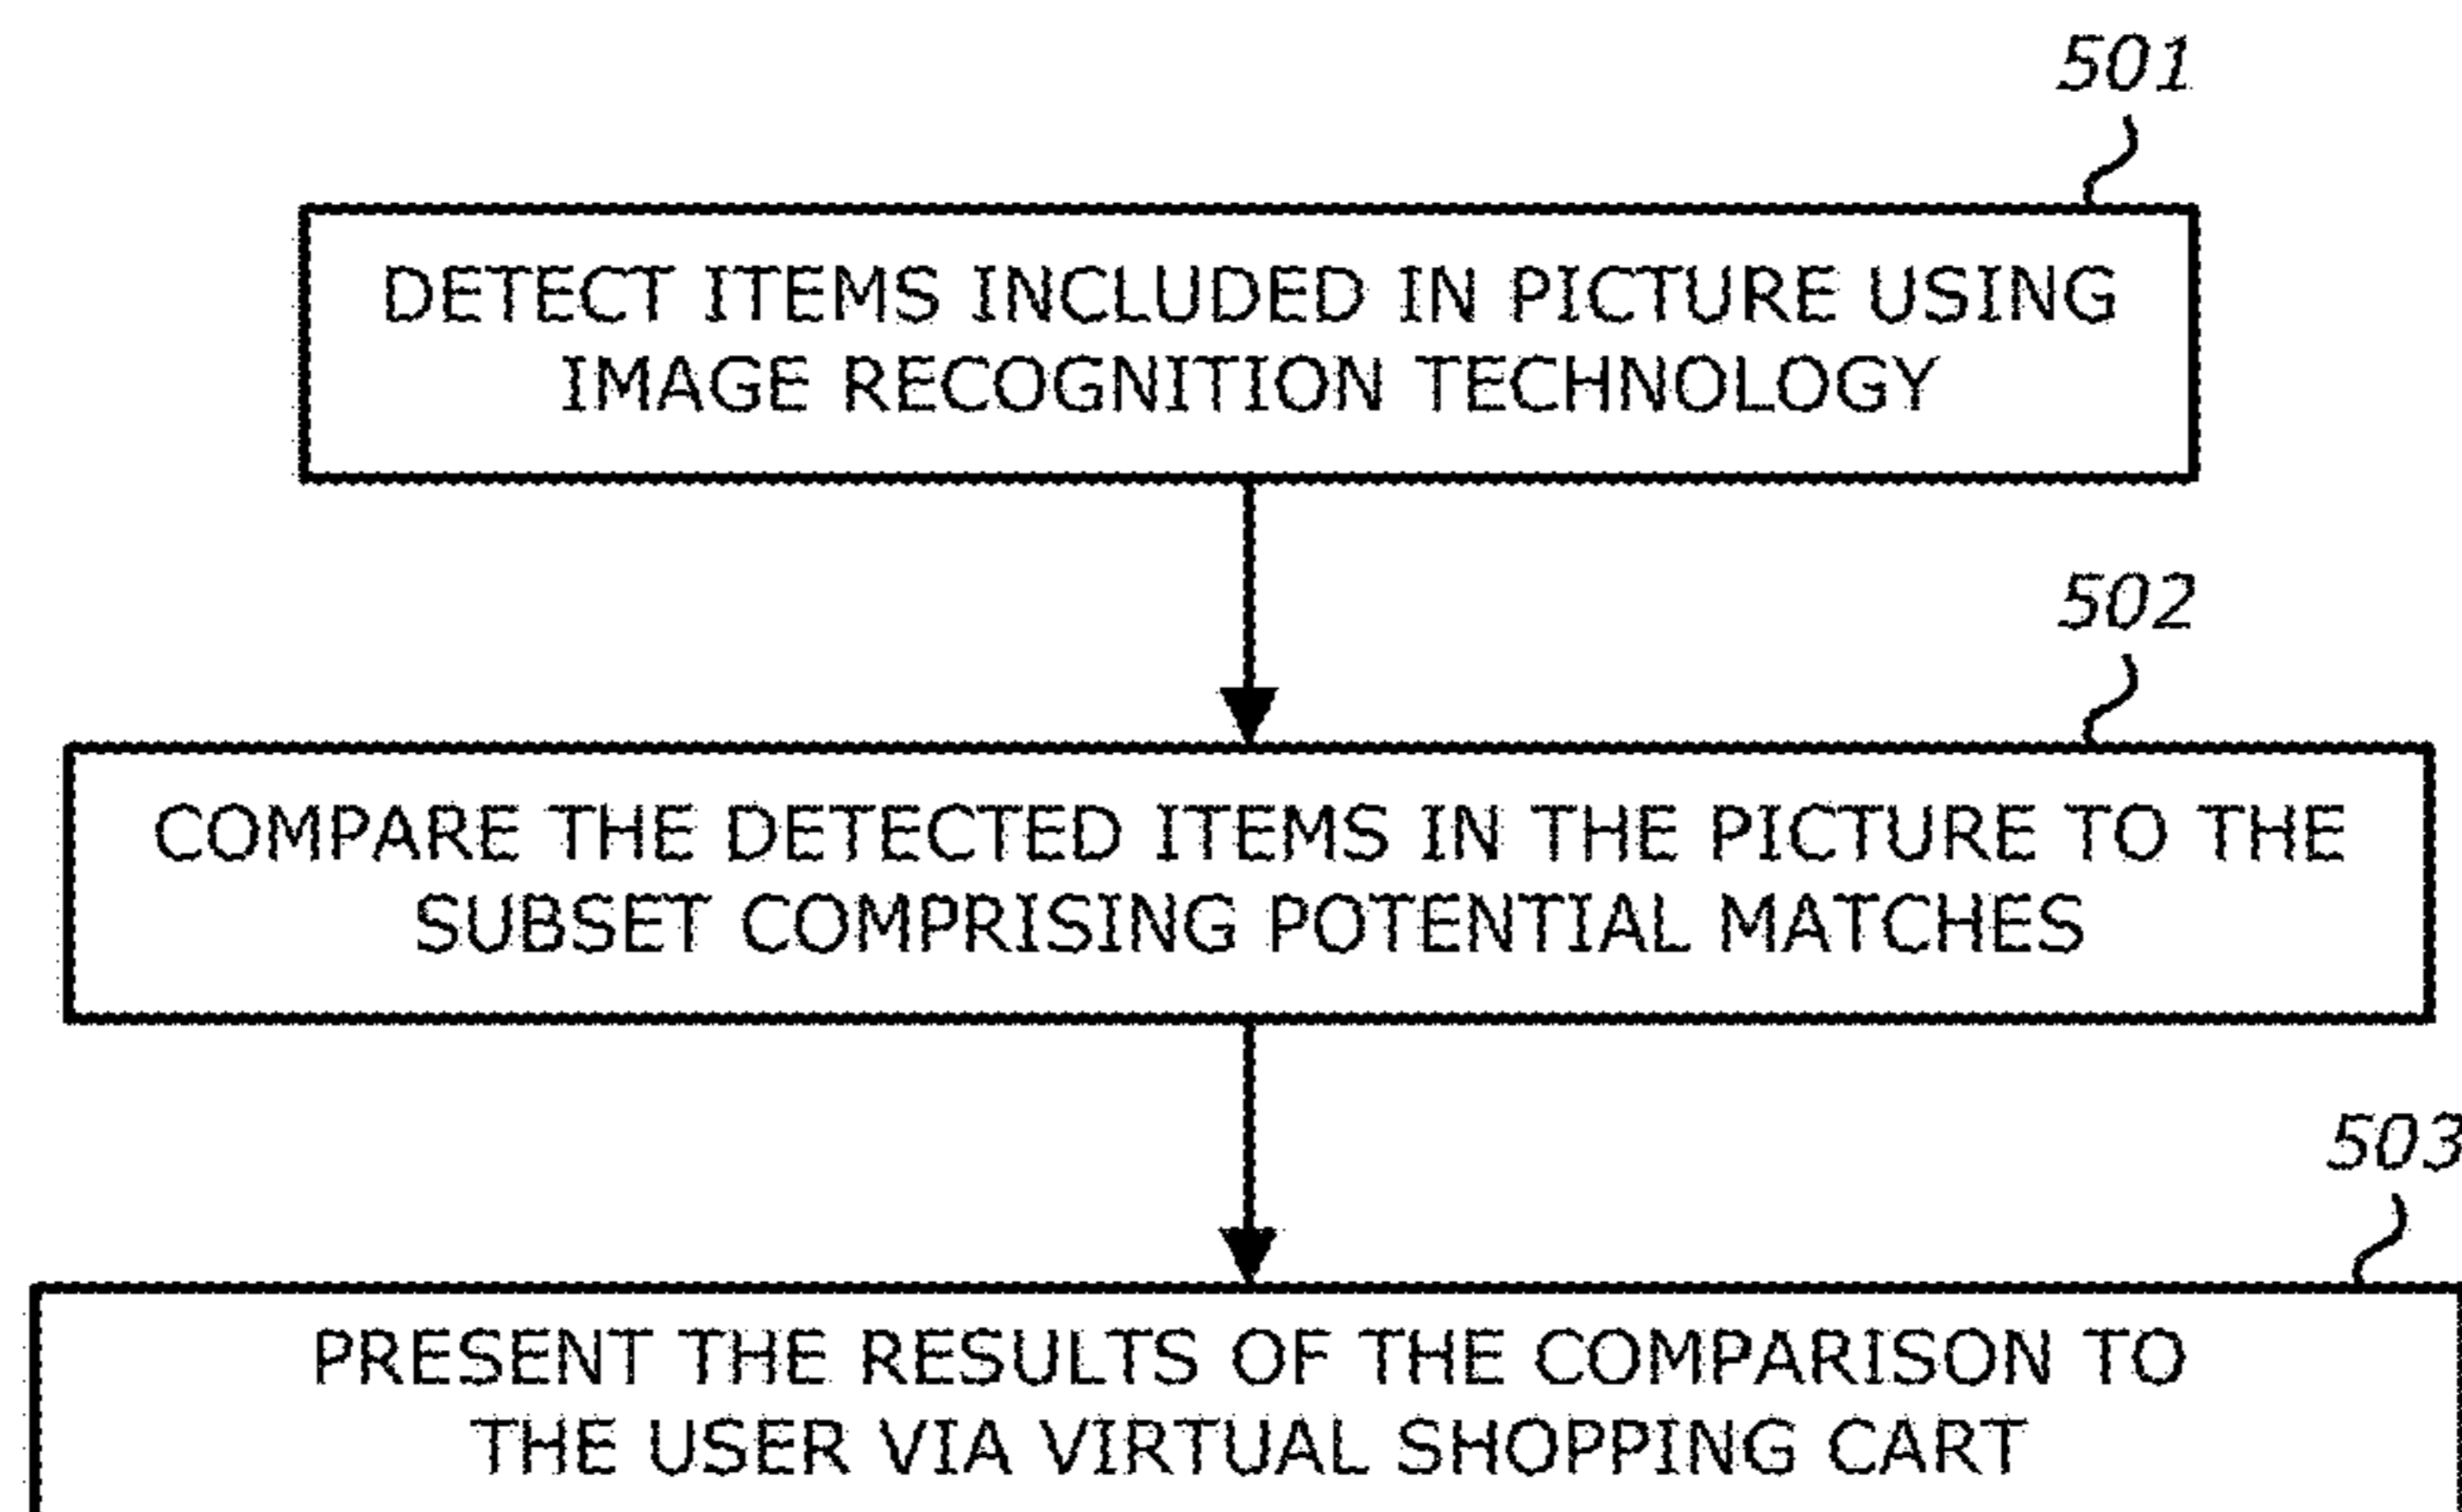 501
DETECT ITEMS INCLUDED IN PICTURE USING
IMAGE RECOGNITION TECHNOLOGY
502
COMPARE THE DETECTED ITEMS IN THE PICTURE TO THE
SUBSET COMPRISING POTENTIAL MATCHES
503
PRESENT THE RESULTS OF THE COMPARISON TO
THE USER VIA VIRTUAL SHOPPING CART